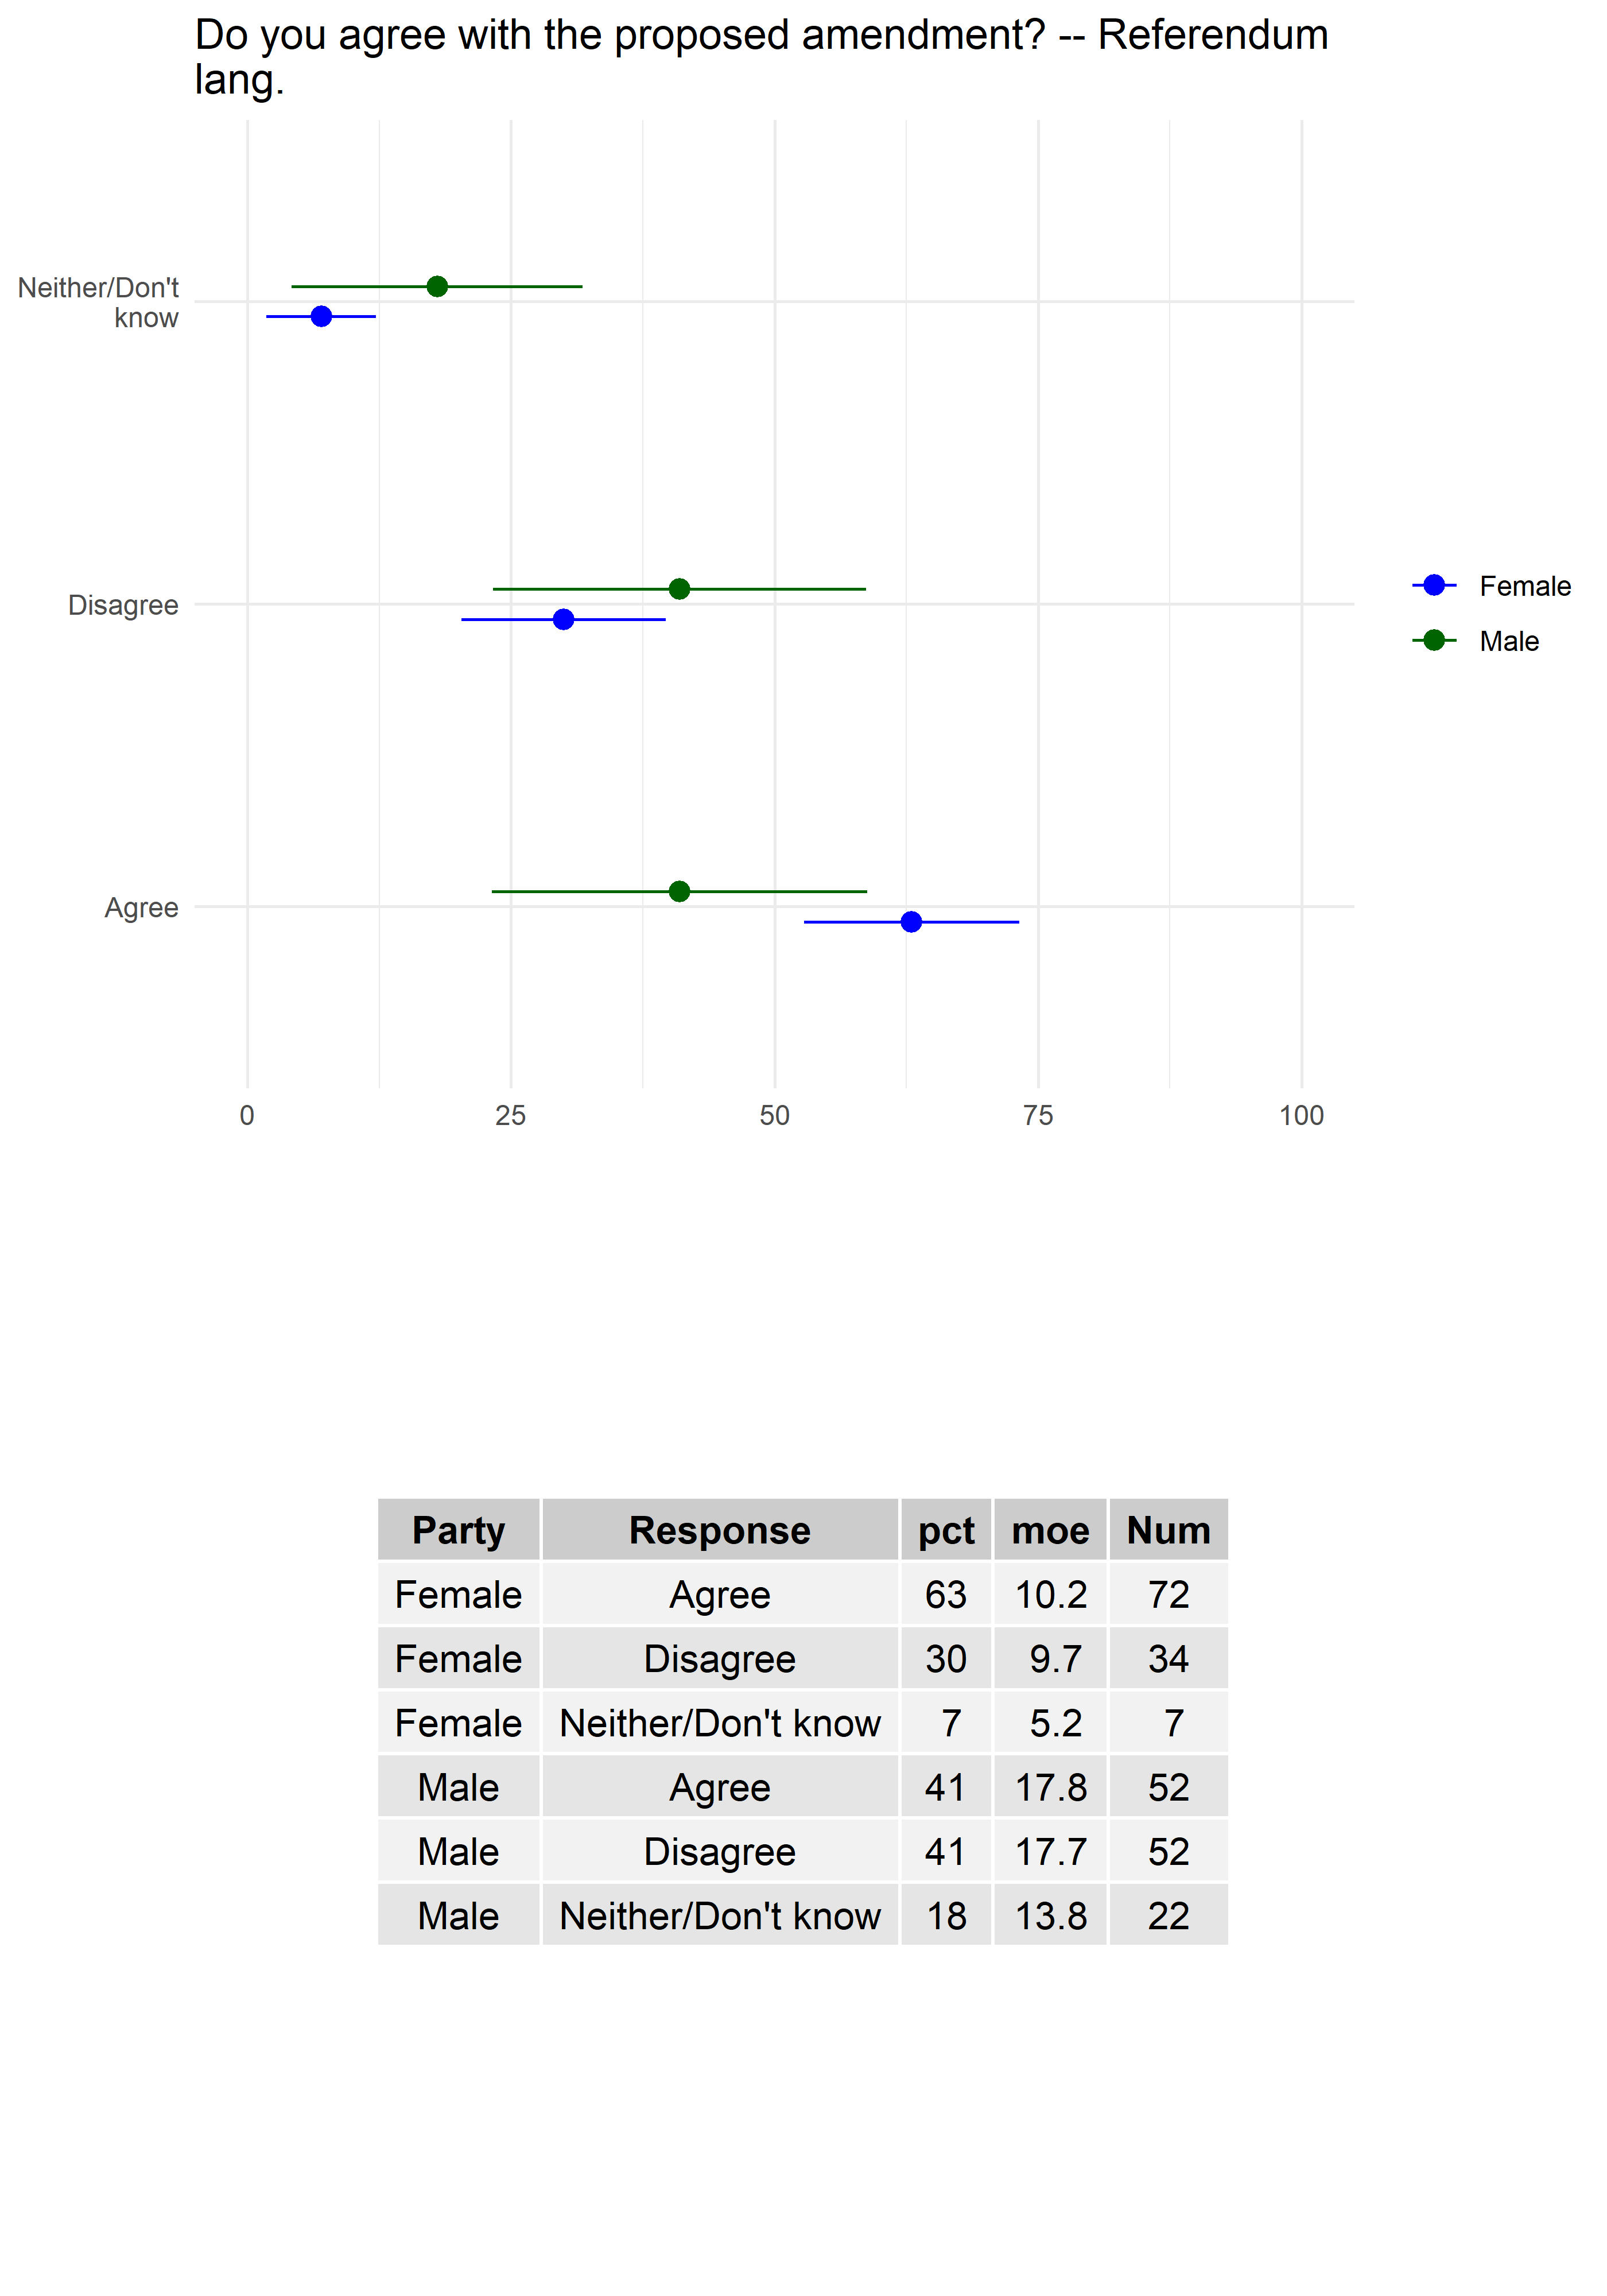 Do you agree with the proposed amendment? -- Referendum
lang.
Neither/Don't
know
Disagree
Agree
Female
Male
0 25 50 75 100
Party Response pct moe Num
Female Agree 63 10.2 72
Female Disagree 30 9.7 34
Female Neither/Don't know 7 5.2 7
Male Agree 41 17.8 52
Male Disagree 41 17.7 52
Male Neither/Don't know 18 13.8 22